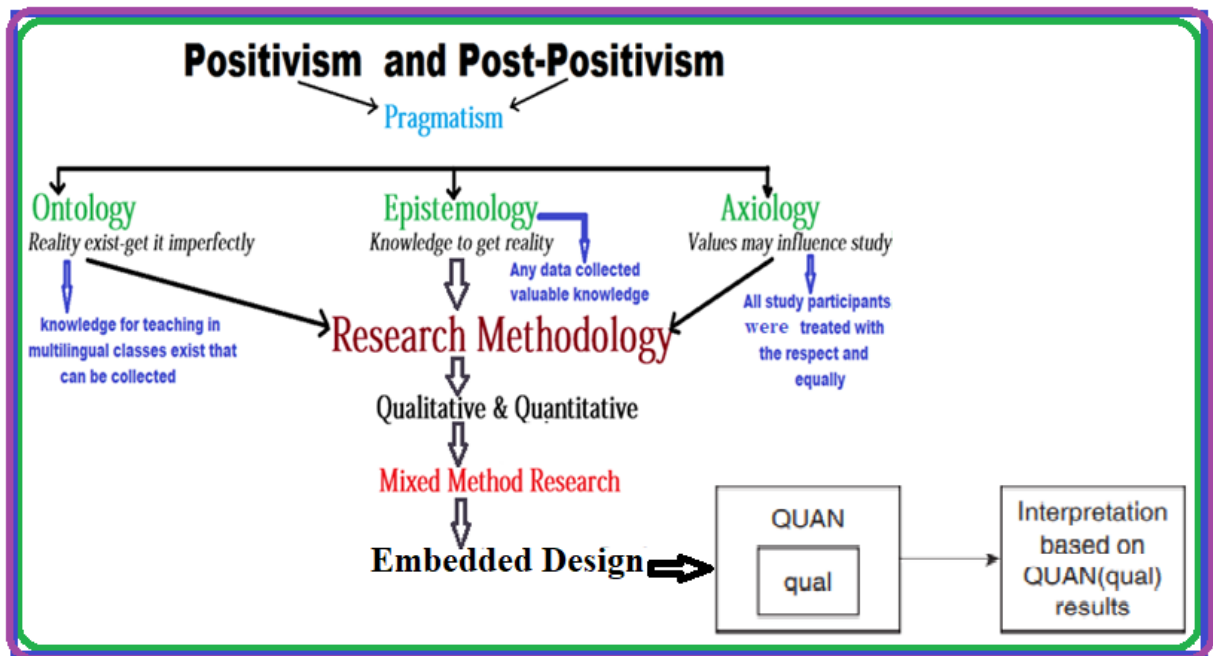 Positivism and Post-Positivism
Pragmatism
Ontology
Reality exist-get it imperfectly
knowledge for teaching in
multilingual classes exist that
can be collected
Epistemology
Knowledge to get reality
Any data collected
valuable knowledge
Axiology
Values may influence study
All study participants
were treated with
the respect and
equally
Research Methodology
Qualitative & Quantitative
Mixed Method Research
Embedded Design
QUAN
qual
Interpretation
based on
QUAN(qual)
results